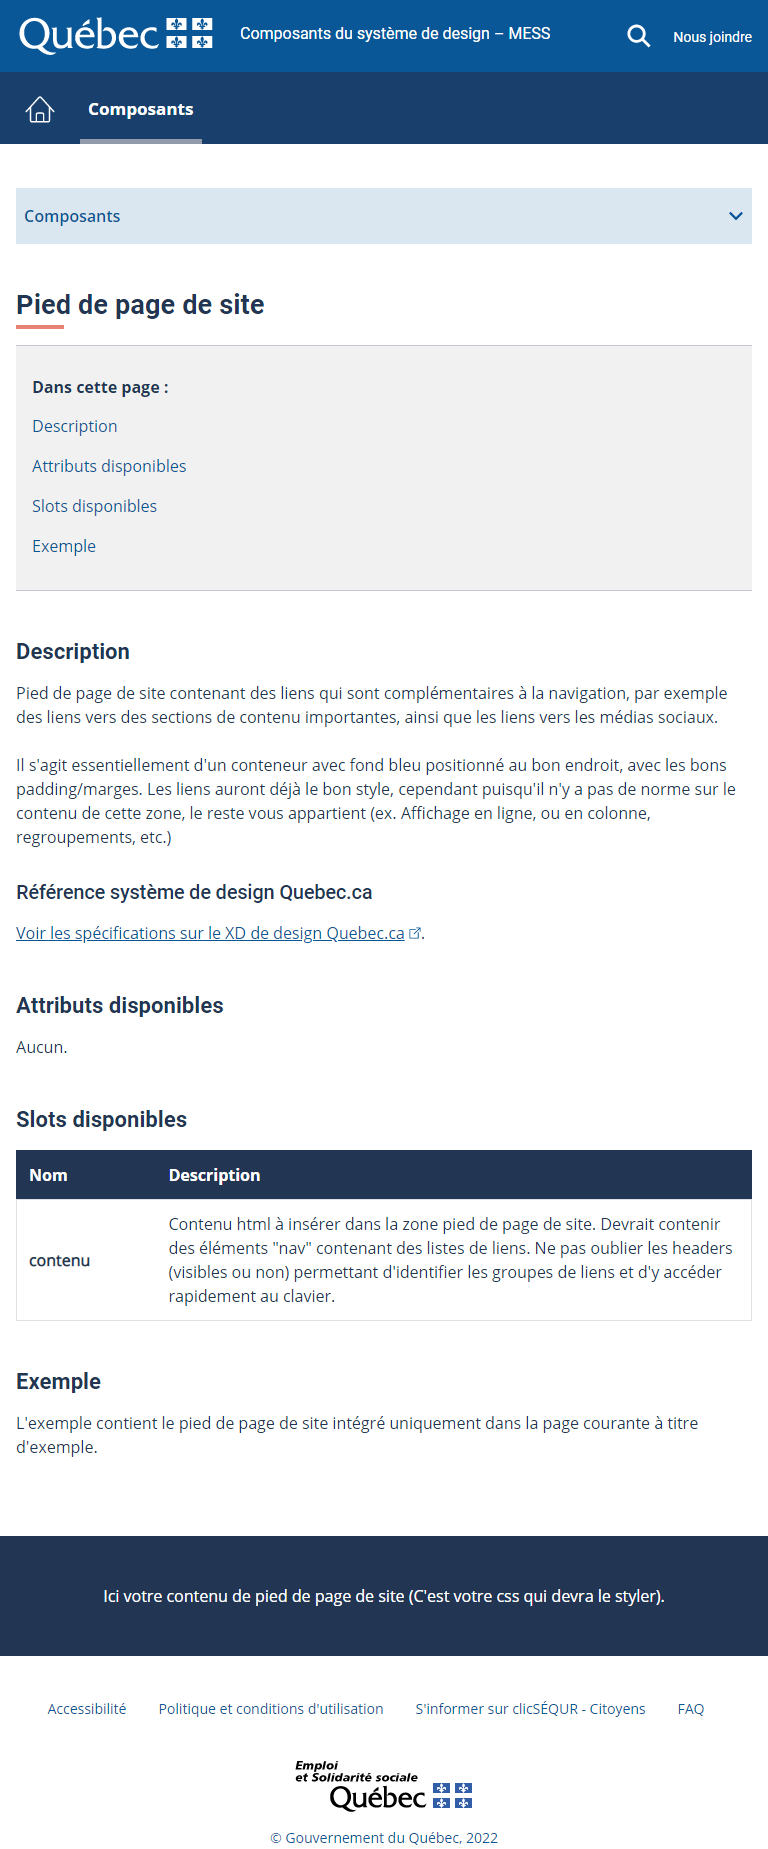 Québec
Composants du système de design – MESS
Nous joindre
Composants
Composants
Pied de page de site
Dans cette page :
Description
Attributs disponibles
Slots disponibles
Exemple
Description
Pied de page de site contenant des liens qui sont complémentaires à la navigation, par exemple
des liens vers des sections de contenu importantes, ainsi que les liens vers les médias sociaux.
Il s'agit essentiellement d'un conteneur avec fond bleu positionné au bon endroit, avec les bons
padding/marges. Les liens auront déjà le bon style, cependant puisqu'il n'y a pas de norme sur le
contenu de cette zone, le reste vous appartient (ex. Affichage en ligne, ou en colonne,
regroupements, etc.)
Référence système de design Quebec.ca
Voir les spécifications sur le XD de design Quebec.ca.
Attributs disponibles
Aucun.
Slots disponibles
Nom Description
contenu
Contenu html à insérer dans la zone pied de page de site. Devrait contenir
des éléments "nav" contenant des listes de liens. Ne pas oublier les headers
(visibles ou non) permettant d'identifier les groupes de liens et d'y accéder
rapidement au clavier.
Exemple
L'exemple contient le pied de page de site intégré uniquement dans la page courante à titre
d'exemple.
Ici votre contenu de pied de page de site (C'est votre css qui devra le styler).
Accessibilité Politique et conditions d'utilisation S'informer sur clicSÉQUR - Citoyens FAQ
Emploi
et Solidarité sociale
Québec
© Gouvernement du Québec, 2022